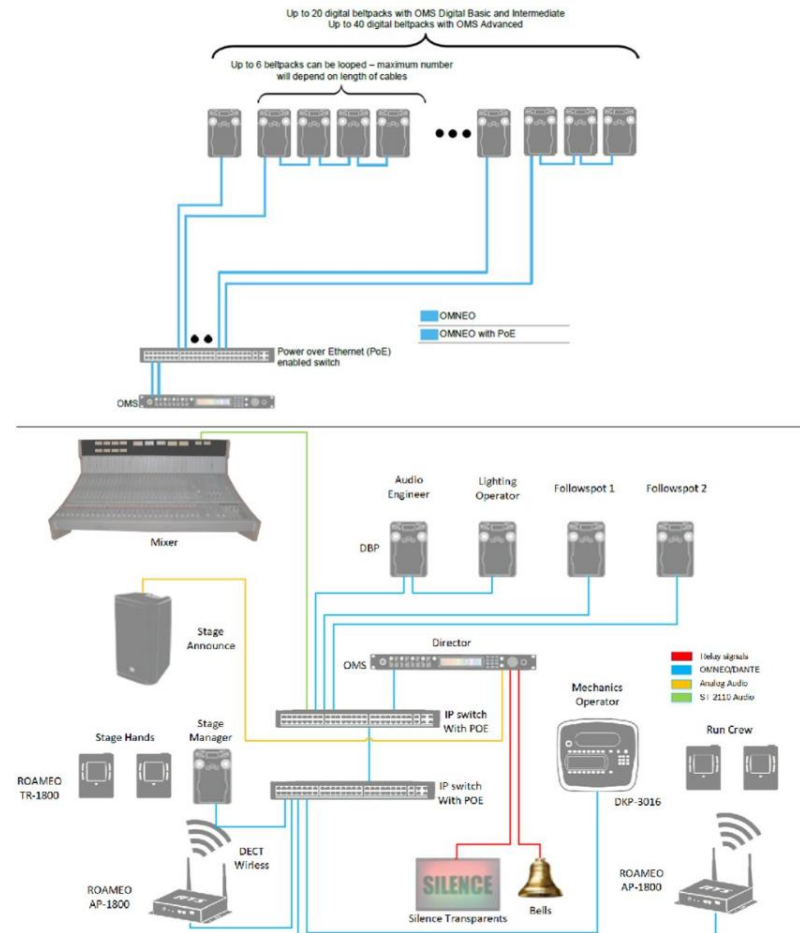 Up to 20 digital beltpacks with OMS Digital Basic and Intermediate
Up to 40 digital beltpacks with OMS Advanced
Up to 6 beltpacks can be looped – maximum number
will depend on length of cables
OMNEO
OMNEO with PoE
Power over Ethernet (PoE)
enabled switch
OMS
Mixer
Audio
Engineer
Lighting
Operator
Followspot 1
Followspot 2
DBP
Stage
Announce
Director
OMS
Relay signals
OMNEO/DANTE
Analog Audio
ST 2110 Audio
Mechanics
Operator
IP switch
With POE
Run Crew
Stage Hands
Stage
Manager
ROAMEO
TR-1800
IP switch
With POE
DKP-3016
DECT
Wirless
ROAMEO
AP-1800
RTS
SILENCE
Silence Transparents
Bells
ROAMEO
AP-1800
RTS